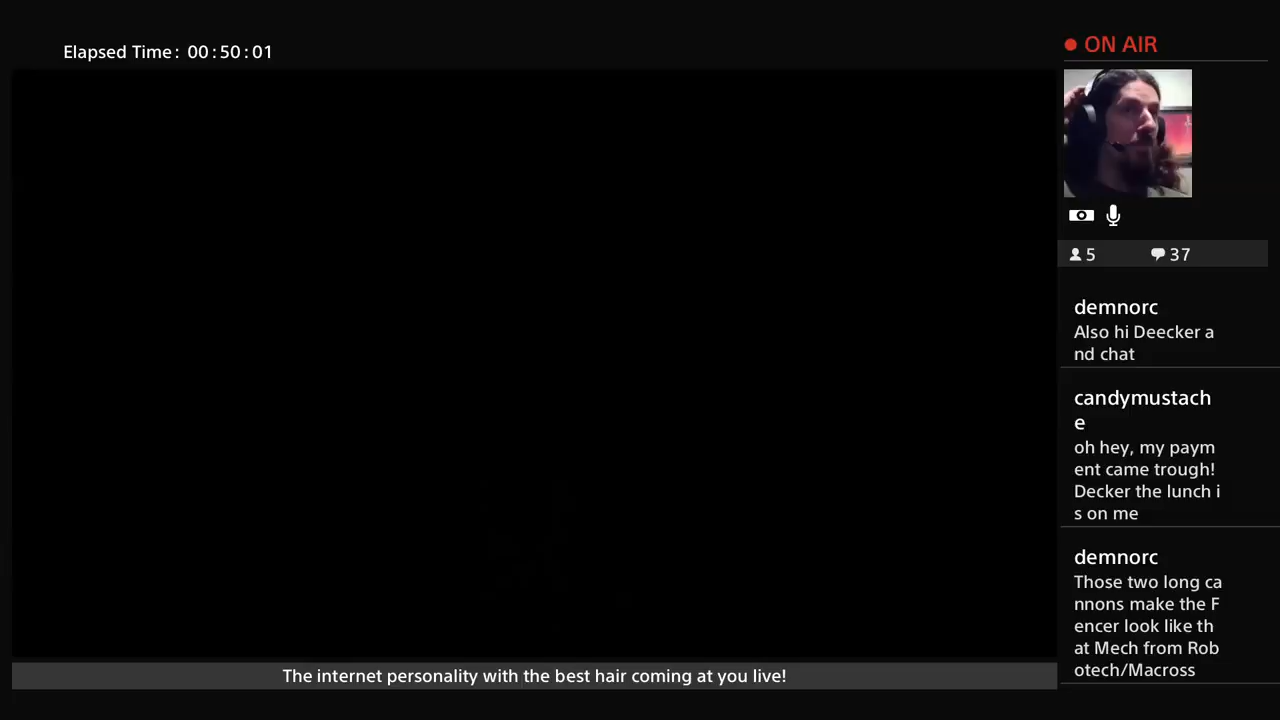 Elapsed Time: 00:50:01
ON AIR
5
37
demnorc
Also hi Deecker a
nd chat
candymustach
e
oh hey, my paym
ent came trough!
Decker the lunch i
s on me
demnorc
Those two long ca
nnons make the F
encer look like th
at Mech from Rob
otech/Macross
The internet personality with the best hair coming at you live!